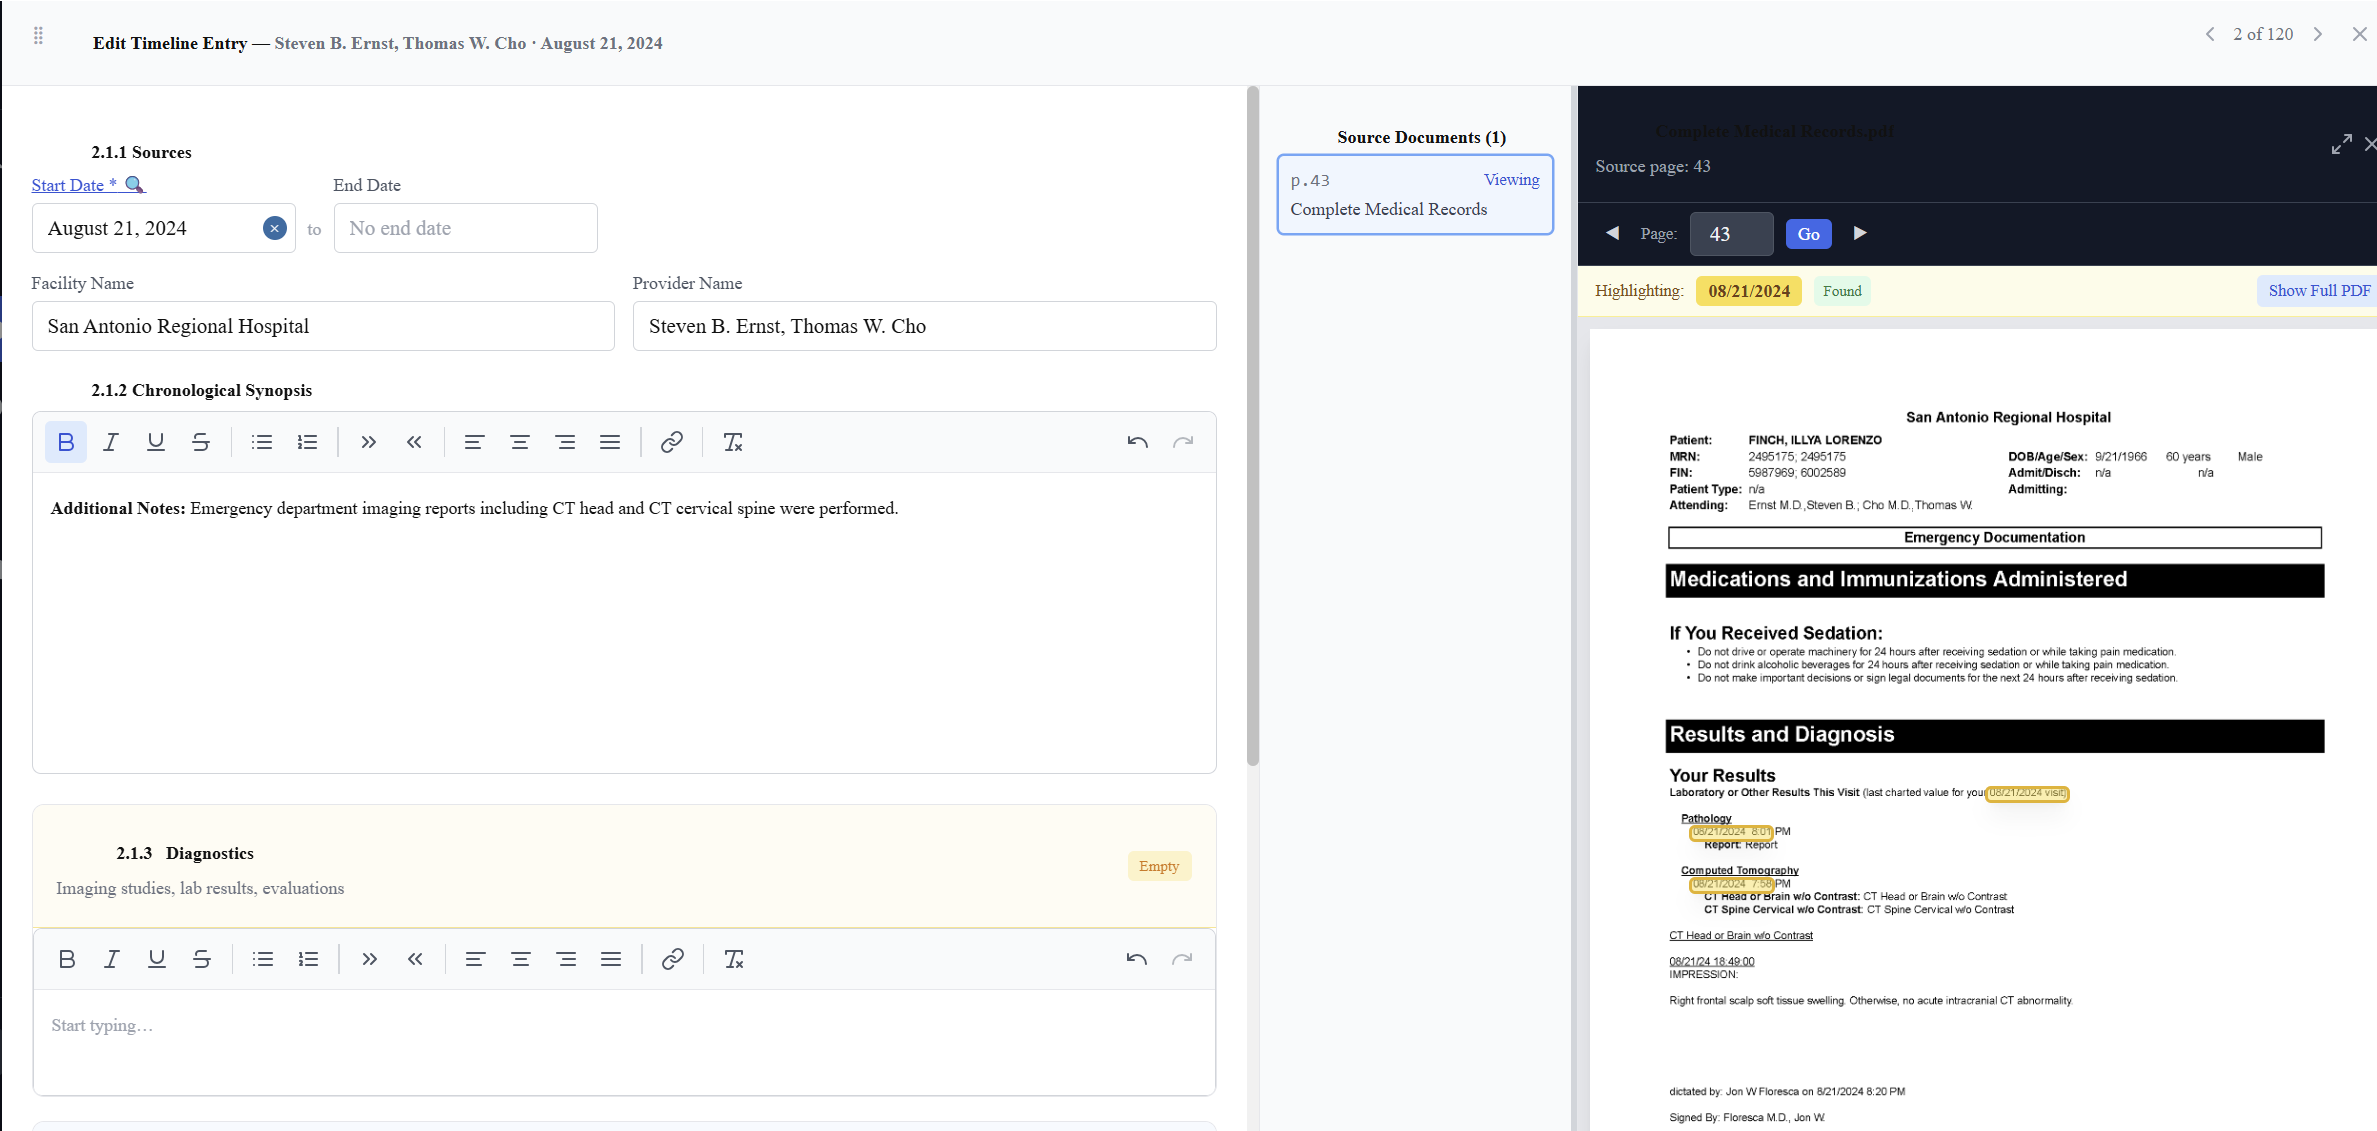 Edit Timeline Entry — Steven B. Ernst, Thomas W. Cho · August 21, 2024
2 of 120
2.1.1 Sources
Start Date *
End Date
August 21, 2024
to
No end date
Facility Name
Provider Name
San Antonio Regional Hospital
Steven B. Ernst, Thomas W. Cho
2.1.2 Chronological Synopsis
Additional Notes: Emergency department imaging reports including CT head and CT cervical spine were performed.
2.1.3 Diagnostics
Empty
Imaging studies, lab results, evaluations
Start typing...
Source Documents (1)
p.43
Viewing
Complete Medical Records
Complete Medical Records.pdf
Source page: 43
Page:
43
Go
Highlighting:
08/21/2024
Found
Show Full PDF
San Antonio Regional Hospital
Patient: FINCH, ILLYA LORENZO
MRN: 2495175; 2495175
DOB/Age/Sex: 9/21/1966 60 years Male
FIN: 5987969; 6002589
Admit/Disch: n/a n/a
Patient Type: n/a
Admitting:
Attending: Ernst M.D.,Steven B.; Cho M.D.,Thomas W.
Emergency Documentation
Medications and Immunizations Administered
If You Received Sedation:
• Do not drive or operate machinery for 24 hours after receiving sedation or while taking pain medication.
• Do not drink alcoholic beverages for 24 hours after receiving sedation or while taking pain medication.
• Do not make important decisions or sign legal documents for the next 24 hours after receiving sedation.
Results and Diagnosis
Your Results
Laboratory or Other Results This Visit (last charted value for your 08/21/2024 visit)
Pathology
08/21/2024 8:01 PM
Report: Report
Computed Tomography
08/21/2024 7:58 PM
CT Head or Brain w/o Contrast: CT Head or Brain w/o Contrast
CT Spine Cervical w/o Contrast: CT Spine Cervical w/o Contrast
CT Head or Brain w/o Contrast
08/21/24 18:49:00
IMPRESSION:
Right frontal scalp soft tissue swelling. Otherwise, no acute intracranial CT abnormality.
dictated by: Jon W Floresca on 8/21/2024 8:20 PM
Signed By: Floresca M.D., Jon W.